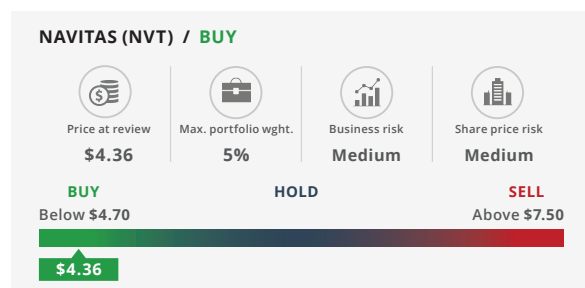 NAVITAS (NVT) / BUY
Price at review
$4.36
Max. portfolio wght.
5%
Business risk
Medium
Share price risk
Medium
BUY HOLD SELL
Below $4.70 Above $7.50
$4.36